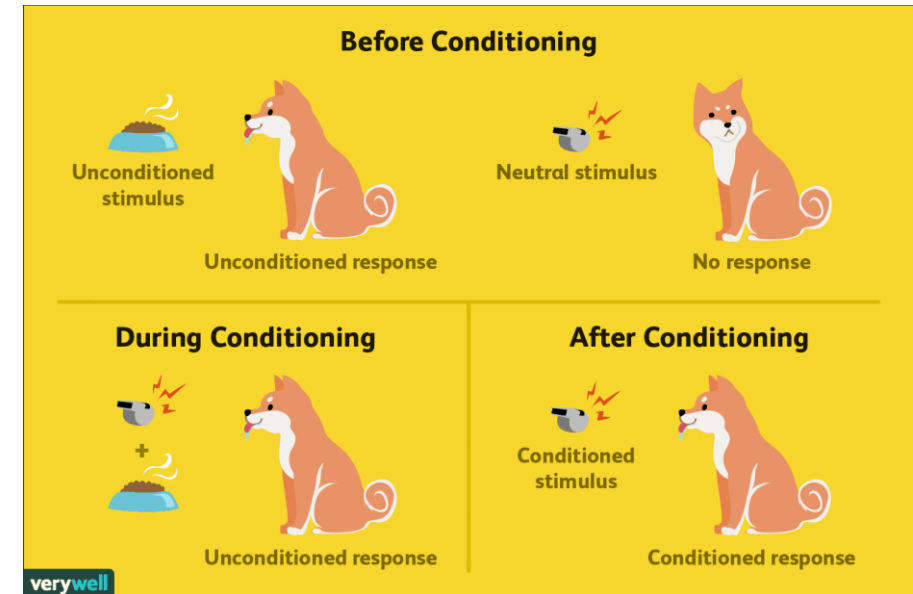 Before Conditioning
Unconditioned
stimulus
Unconditioned response
Neutral stimulus
No response
During Conditioning
+
Unconditioned response
After Conditioning
Conditioned
stimulus
Conditioned response
verywell